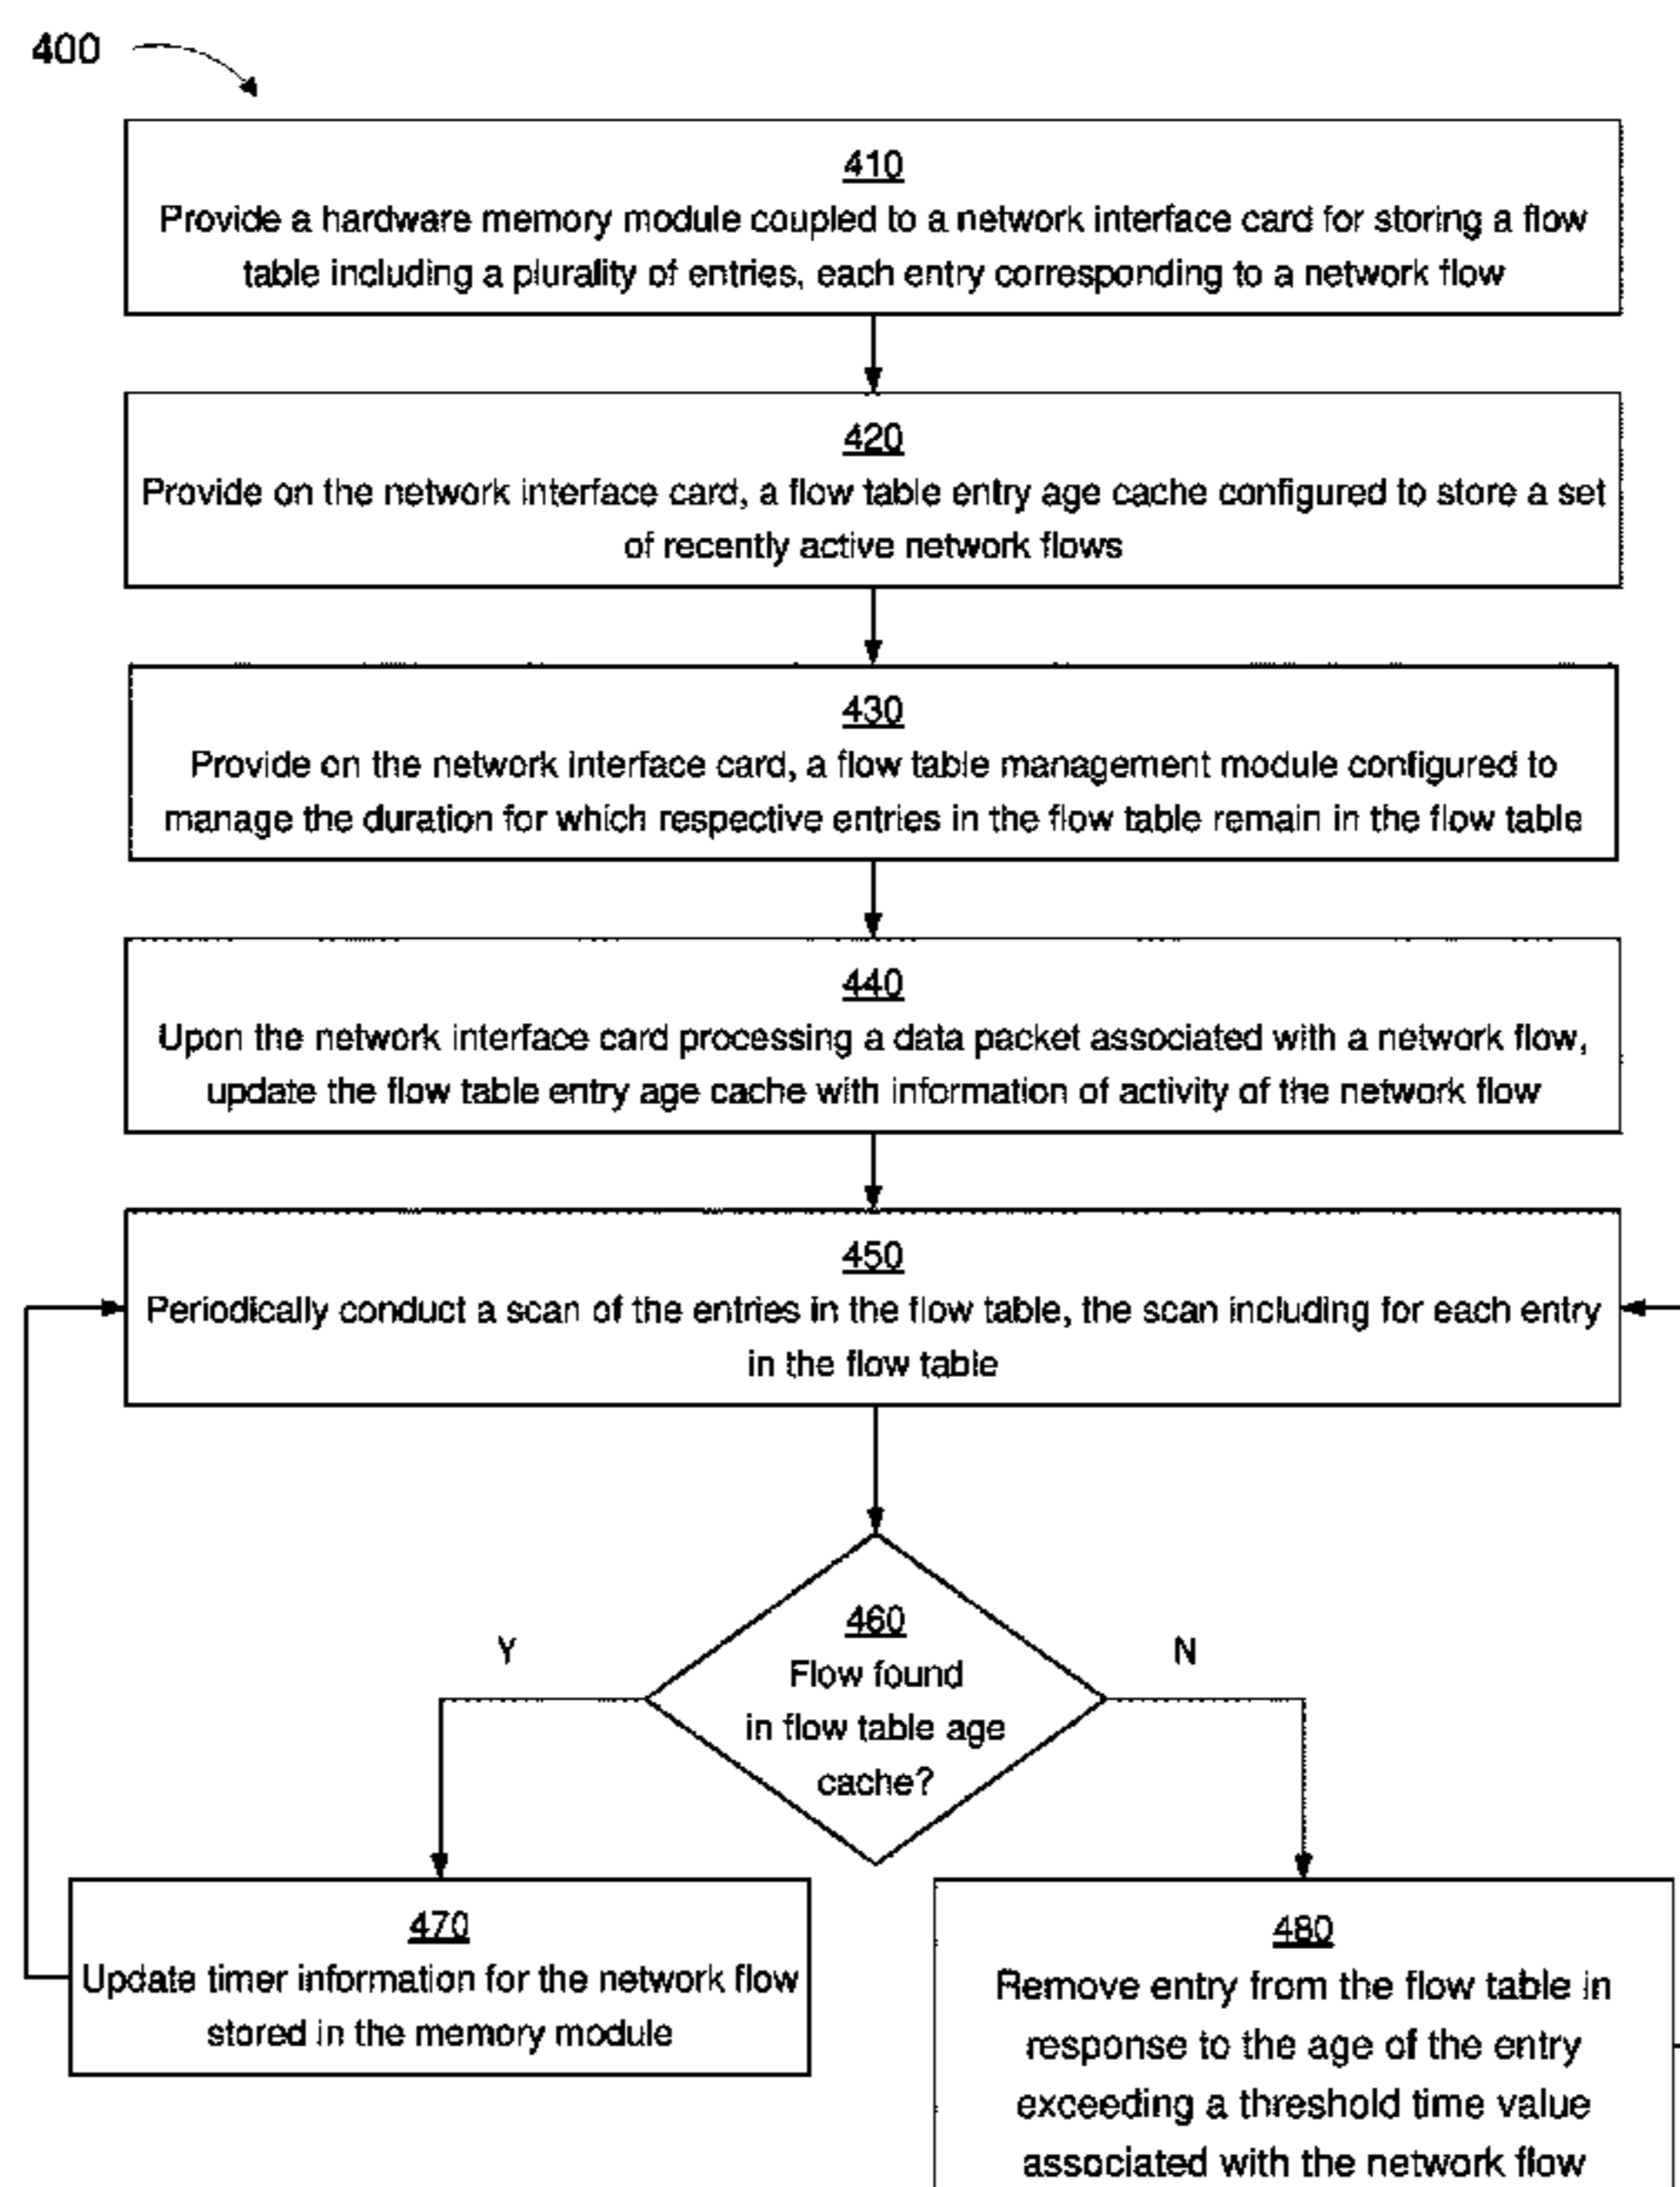 400
410
Provide a hardware memory module coupled to a network interface card for storing a flow
table including a plurality of entries, each entry corresponding to a network flow
420
Provide on the network interface card, a flow table entry age cache configured to store a set
of recently active network flows
430
Provide on the network interface card, a flow table management module configured to
manage the duration for which respective entries in the flow table remain in the flow table
440
Upon the network interface card processing a data packet associated with a network flow,
update the flow table entry age cache with information of activity of the network flow
450
Periodically conduct a scan of the entries in the flow table, the scan including for each entry
in the flow table
460
Flow found
in flow table age
cache?
Y
N
470
Update timer information for the network flow
stored in the memory module
480
Remove entry from the flow table in
response to the age of the entry
exceeding a threshold time value
associated with the network flow